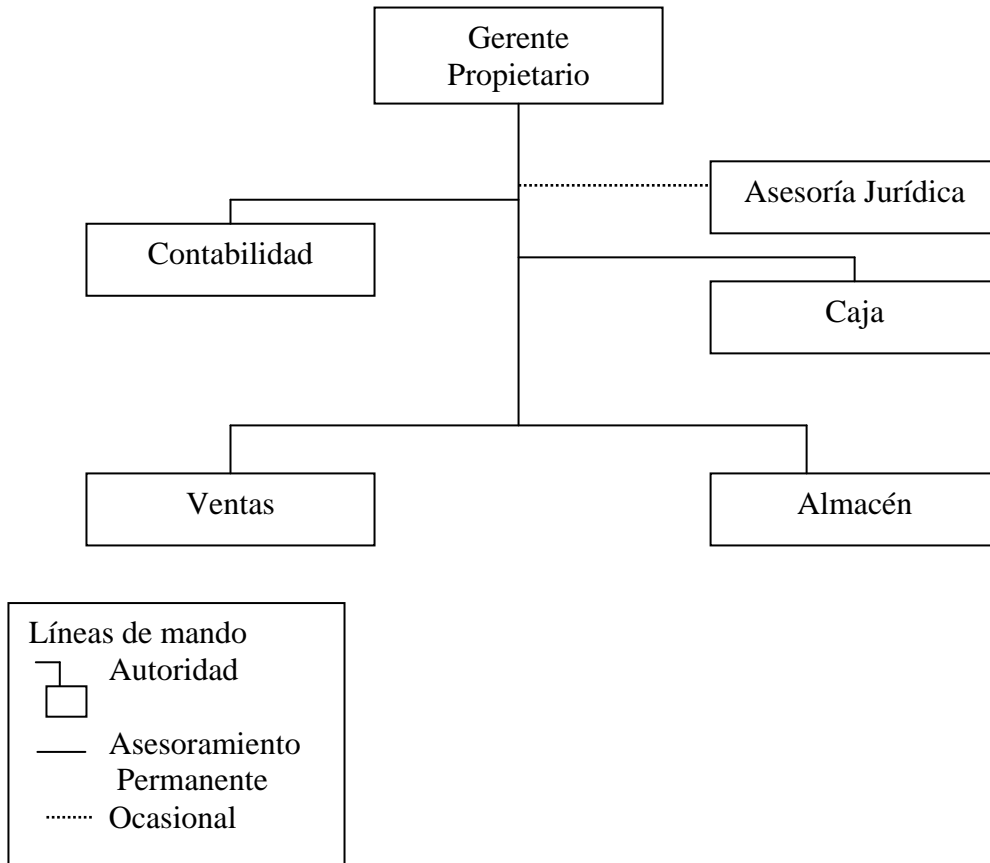 Gerente
Propietario
Asesoría Jurídica
Contabilidad
Caja
Ventas
Almacén
Líneas de mando
Autoridad
Asesoramiento
Permanente
Ocasional